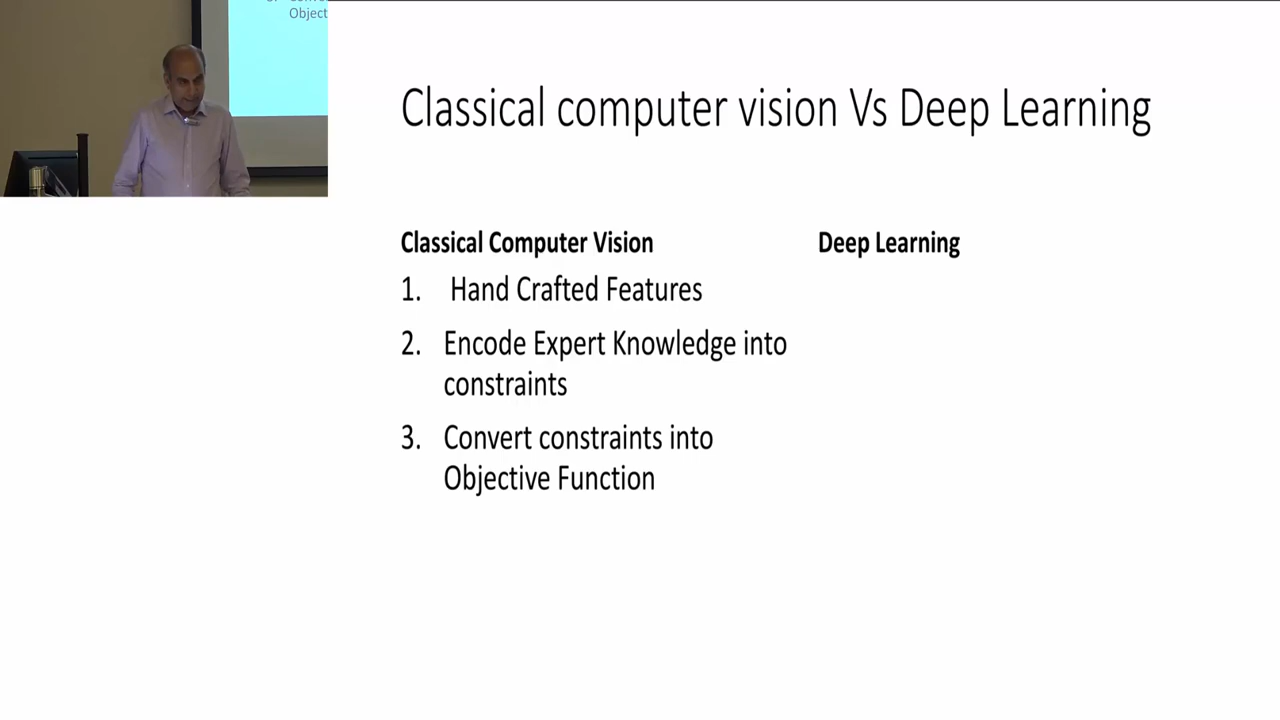 Object
Classical computer vision Vs Deep Learning
Classical Computer Vision
1. Hand Crafted Features
2. Encode Expert Knowledge into
constraints
3. Convert constraints into
Objective Function
Deep Learning